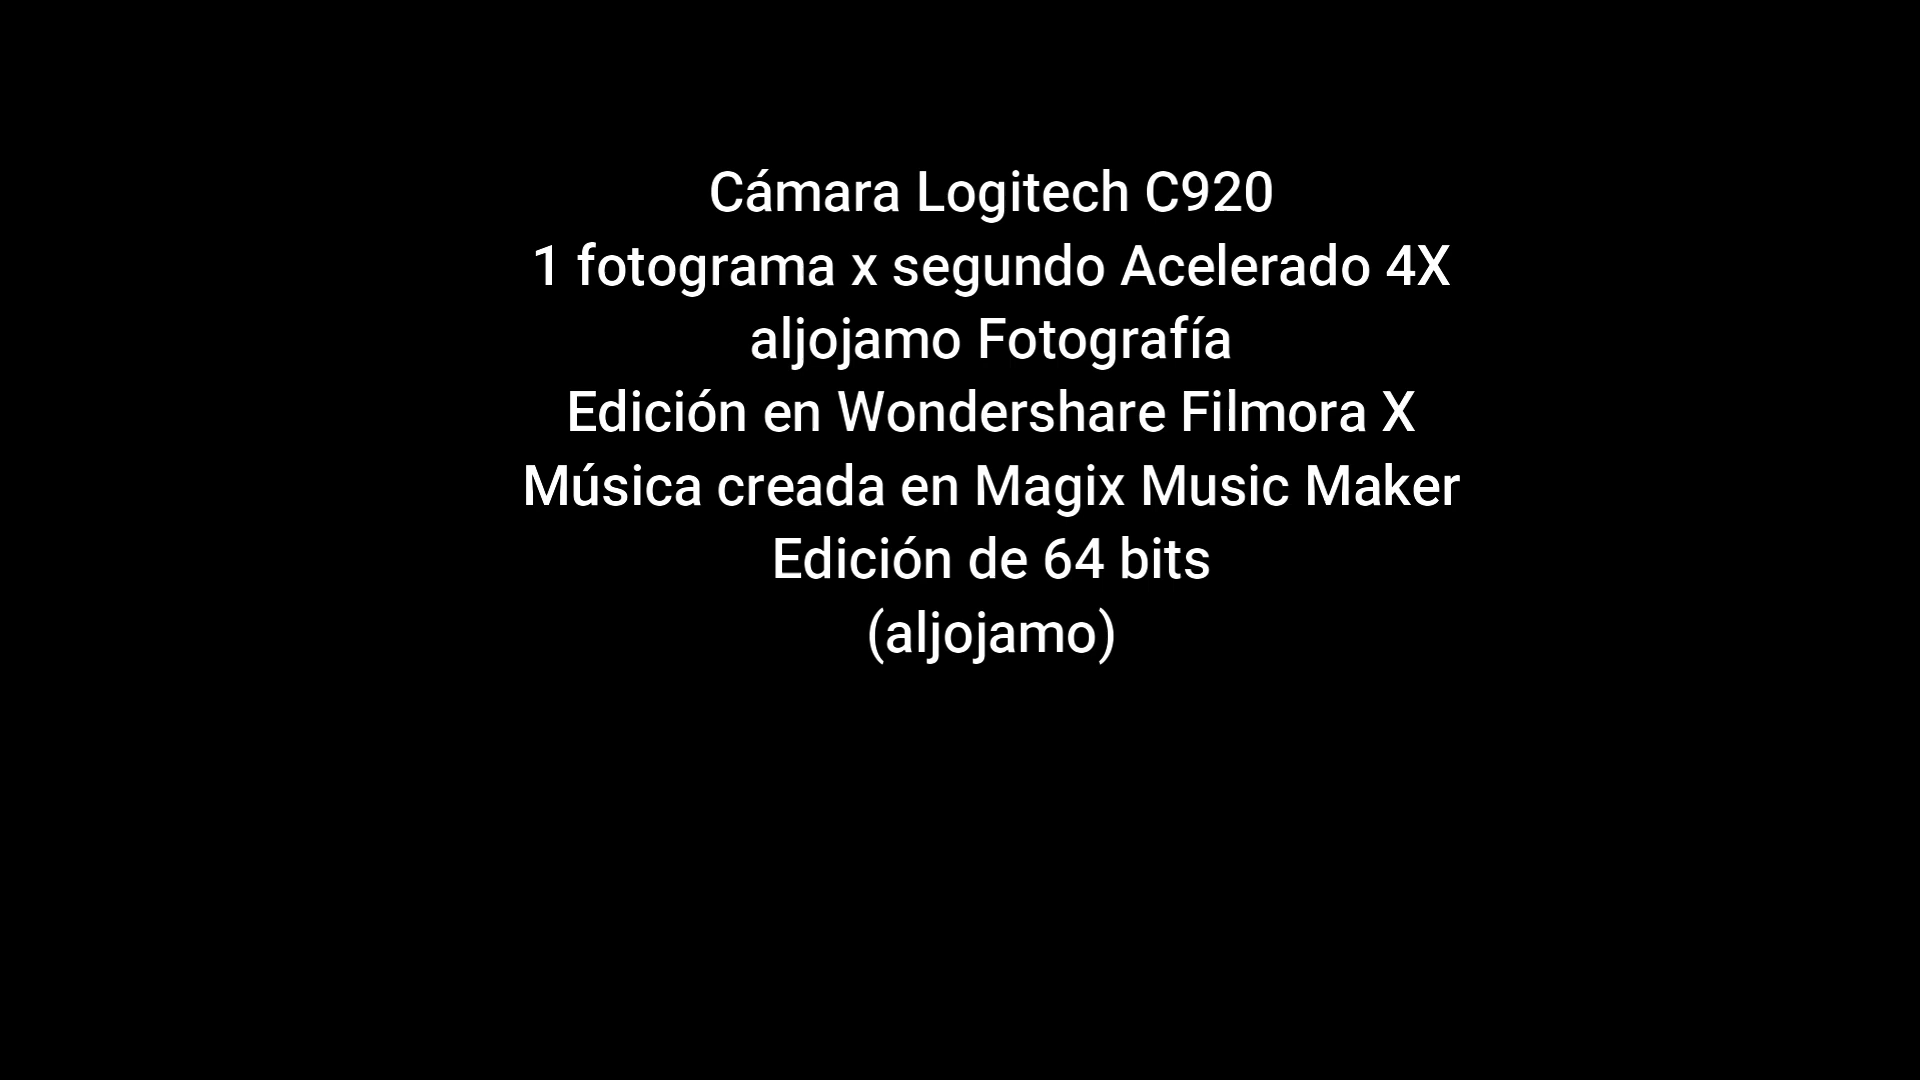 Cámara Logitech C920
1 fotograma x segundo Acelerado 4X
aljojamo Fotografía
Edición en Wondershare Filmora X
Música creada en Magix Music Maker
Edición de 64 bits
(aljojamo)